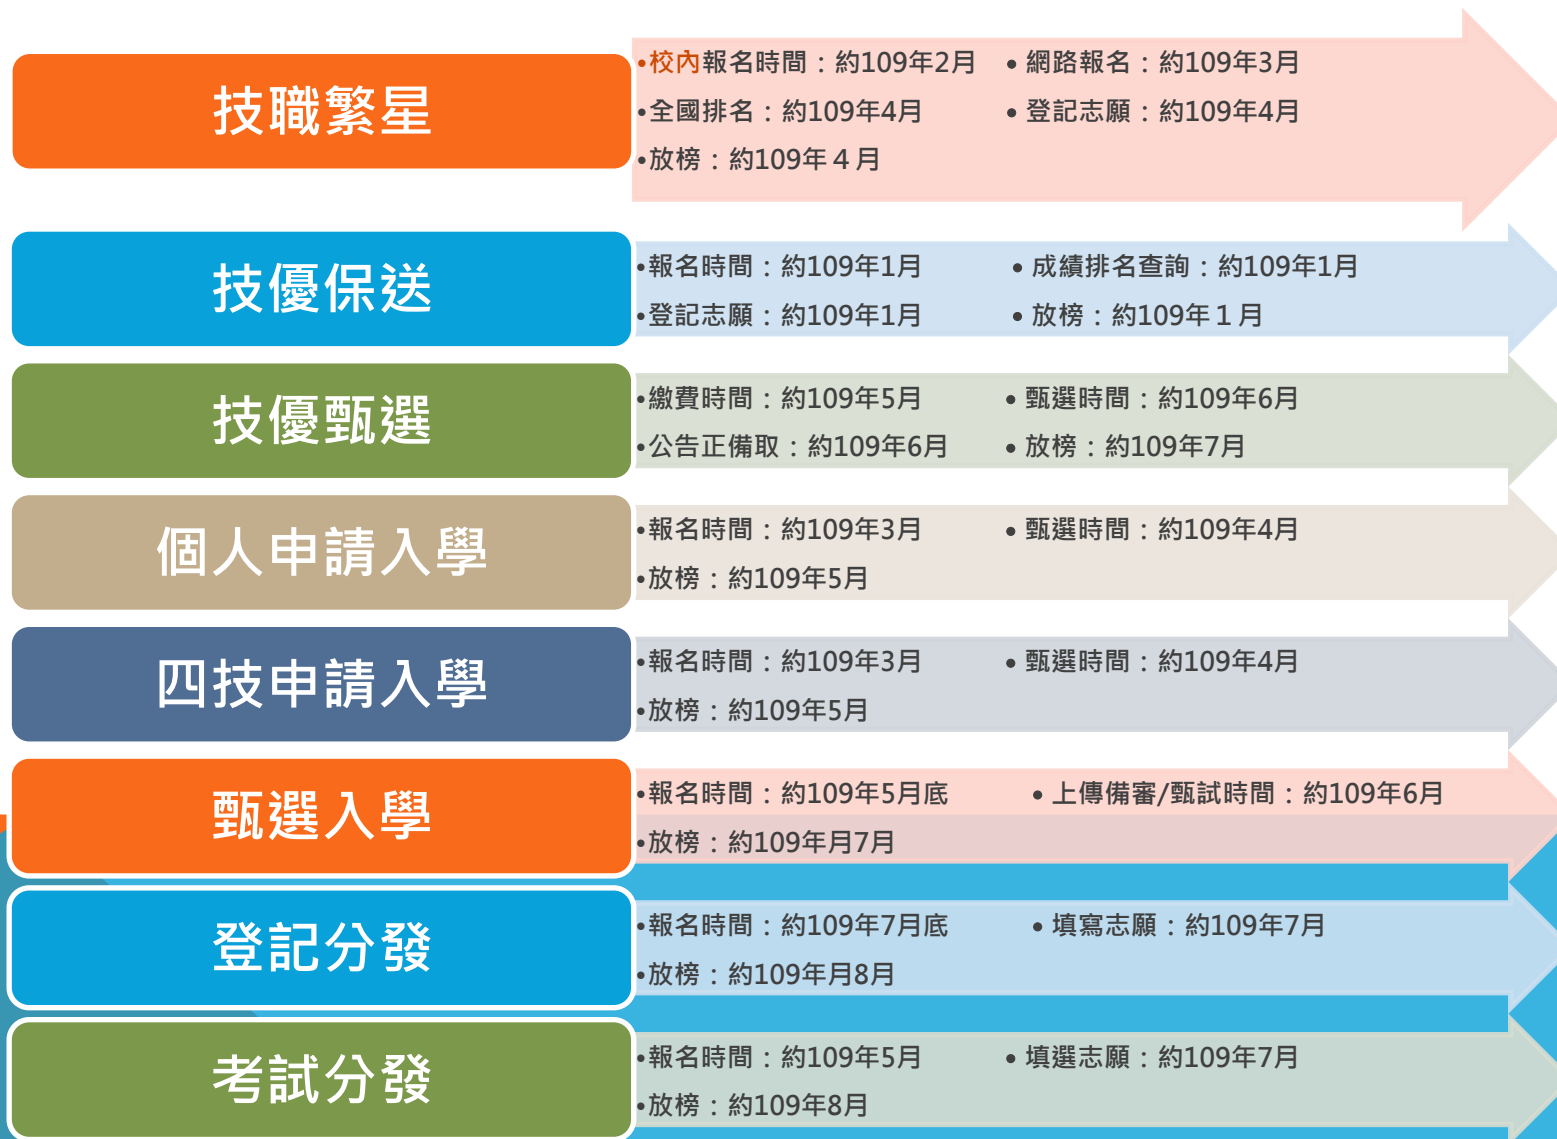 技職繁星
•校內報名時間：約109年2月 • 網路報名：約109年3月
•全國排名：約109年4月 • 登記志願：約109年4月
•放榜：約109年４月
技優保送
•報名時間：約109年1月 • 成績排名查詢：約109年1月
•登記志願：約109年1月 • 放榜：約109年１月
技優甄選
•繳費時間：約109年5月 • 甄選時間：約109年6月
•公告正備取：約109年6月 • 放榜：約109年7月
個人申請入學
•報名時間：約109年3月 • 甄選時間：約109年4月
•放榜：約109年5月
四技申請入學
•報名時間：約109年3月 • 甄選時間：約109年4月
•放榜：約109年5月
甄選入學
•報名時間：約109年5月底 • 上傳備審/甄試時間：約109年6月
•放榜：約109年月7月
登記分發
•報名時間：約109年7月底 • 填寫志願：約109年7月
•放榜：約109年月8月
考試分發
•報名時間：約109年5月 • 填選志願：約109年7月
•放榜：約109年8月